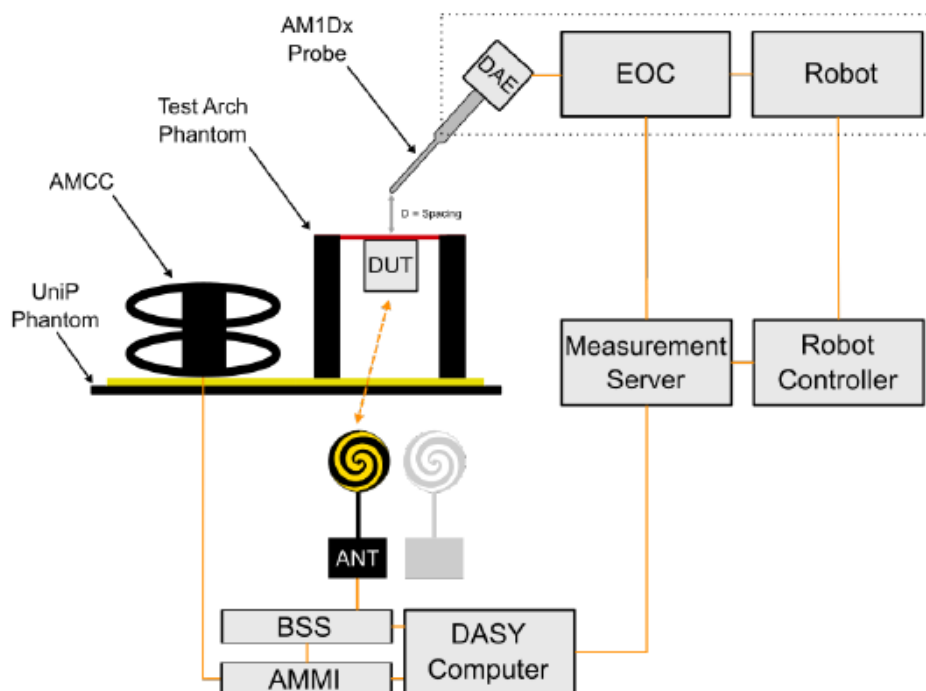 AM1Dx
Probe
DAE
EOC
Robot
Test Arch
Phantom
AMCC
D = Spacing
DUT
UniP
Phantom
Measurement
Server
Robot
Controller
ANT
BSS
DASY
Computer
AMMI